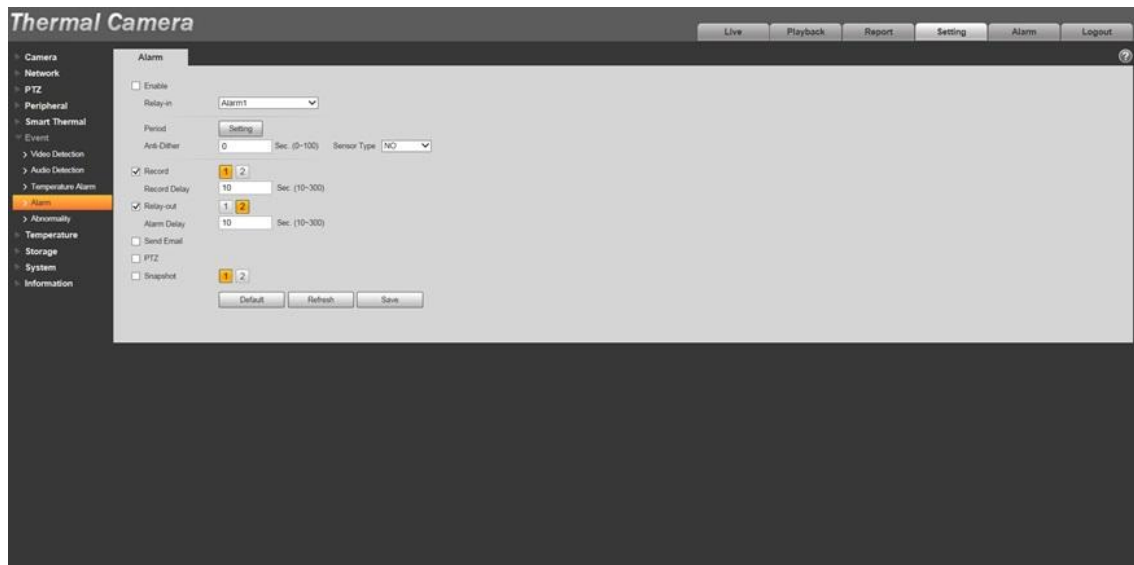 Thermal Camera
Live Playback Report Setting Alarm Logout
Camera
Network
PTZ
Peripheral
Smart Thermal
Event
Video Detection
Audio Detection
Temperature Alarm
Alarm
Abnormality
Temperature
Storage
System
Information
Alarm ?
Enable
Relay-in Alarm1
Period Setting
Anti-Dither 0 Sec. (0~100) Sensor Type NO
Record 1 2
Record Delay 10 Sec. (10~300)
Relay-out 1 2
Alarm Delay 10 Sec. (10~300)
Send Email
PTZ
Snapshot 1 2
Default Refresh Save